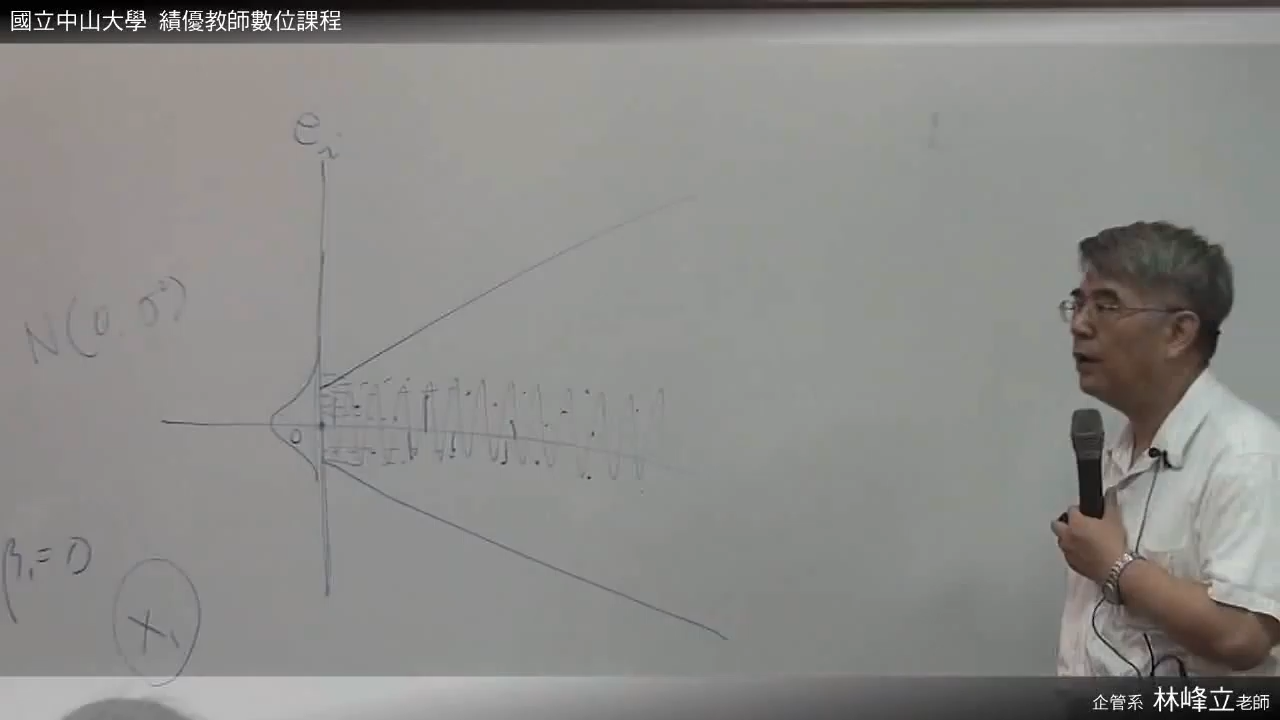 國立中山大學 績優教師數位課程
e_i
N(0, σ²)
0
β₁ = 0
X₁
企管系 林峰立老師